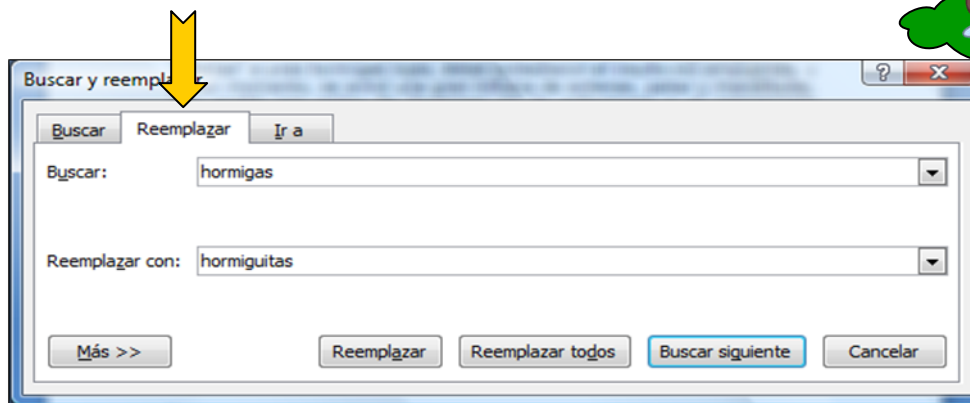 Buscar y reemplazar
Buscar Reemplazar Ir a
Buscar: hormigas
Reemplazar con: hormiguitas
Más >> Reemplazar Reemplazar todos Buscar siguiente Cancelar